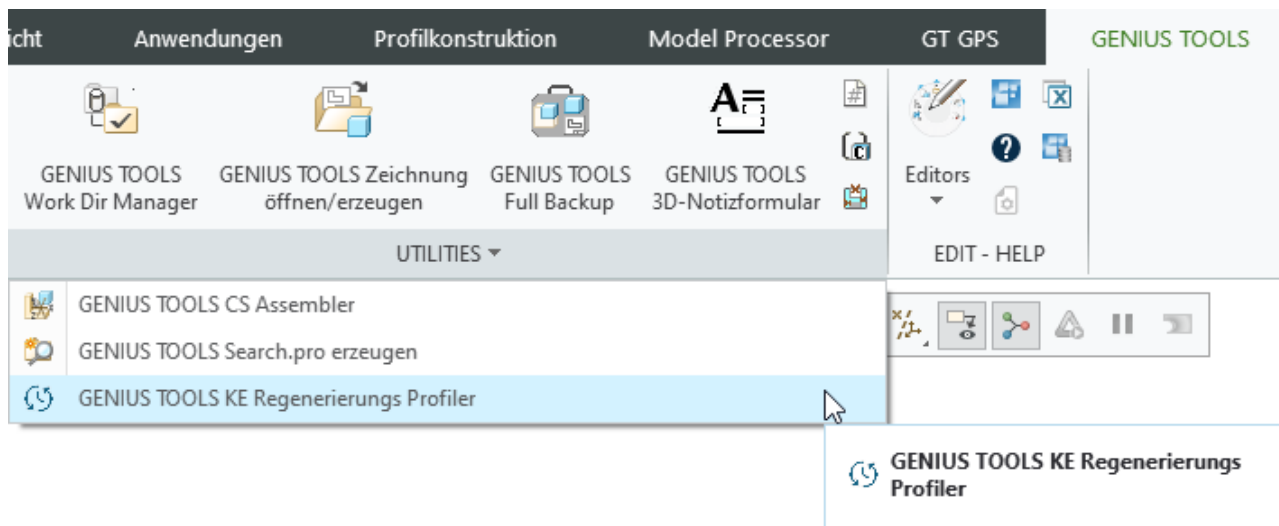 icht Anwendungen Profilkonstruktion Model Processor GT GPS GENIUS TOOLS
GENIUS TOOLS GENIUS TOOLS Zeichnung GENIUS TOOLS GENIUS TOOLS Editors
Work Dir Manager öffnen/erzeugen Full Backup 3D-Notizformular
UTILITIES EDIT - HELP
GENIUS TOOLS CS Assembler
GENIUS TOOLS Search.pro erzeugen
GENIUS TOOLS KE Regenerierungs Profiler
GENIUS TOOLS KE Regenerierungs
Profiler